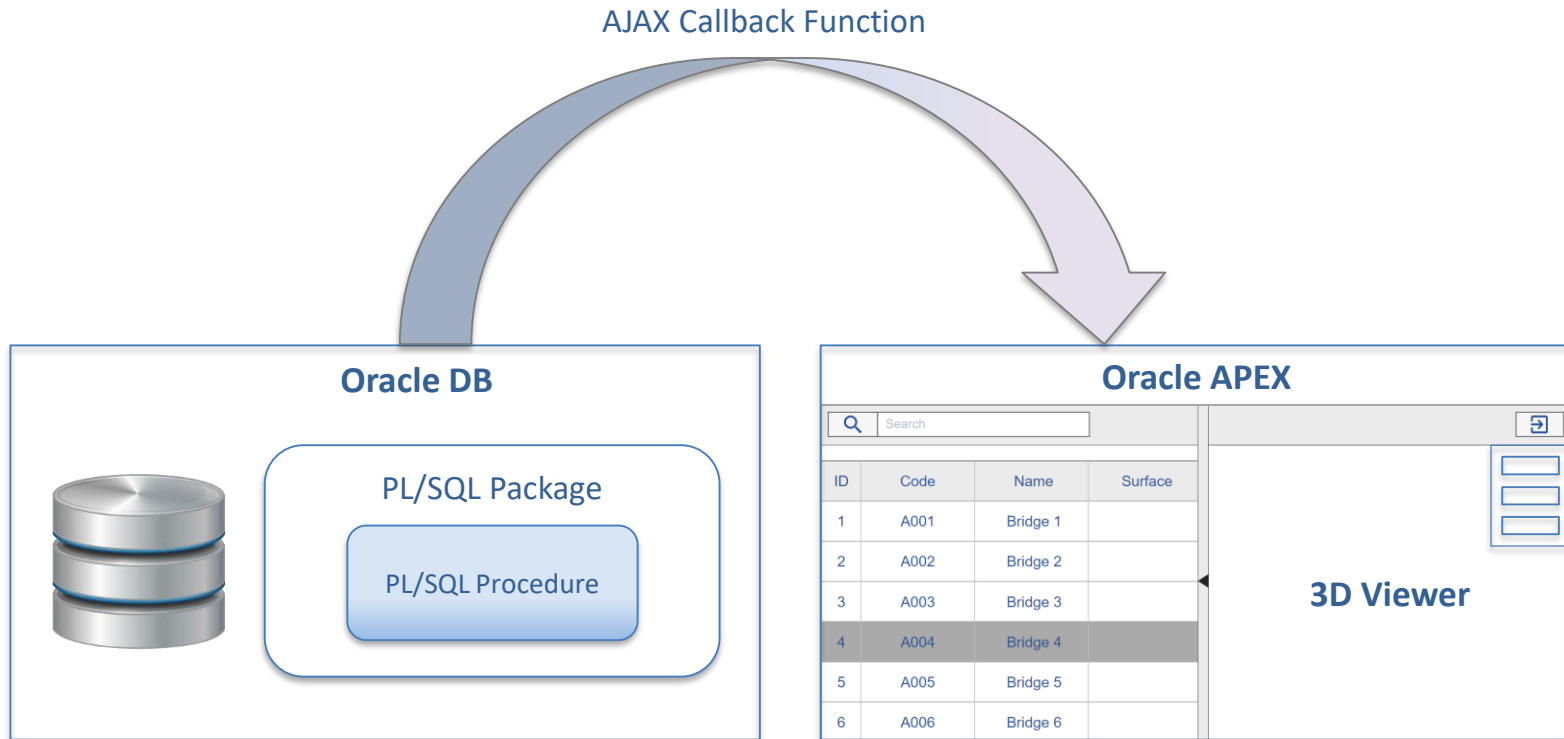 AJAX Callback Function
Oracle DB
PL/SQL Package
PL/SQL Procedure
Oracle APEX
Search
ID Code Name Surface
1 A001 Bridge 1
2 A002 Bridge 2
3 A003 Bridge 3
4 A004 Bridge 4
5 A005 Bridge 5
6 A006 Bridge 6
3D Viewer